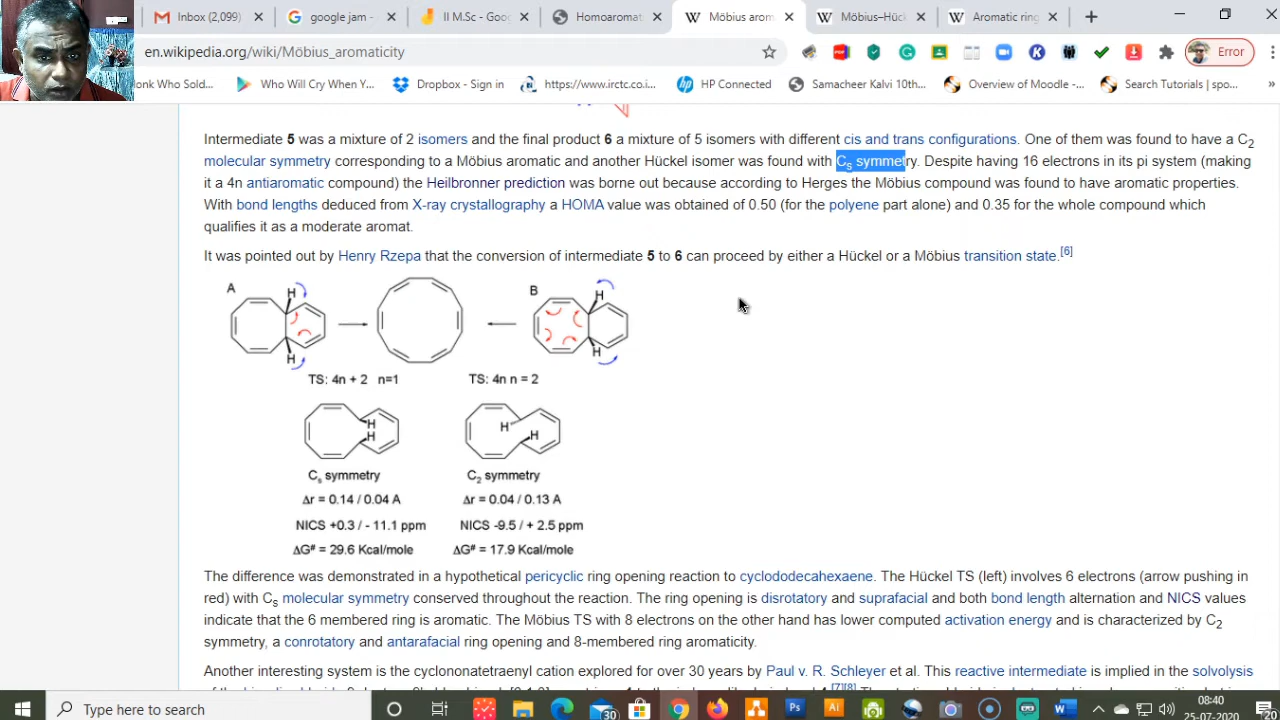 Inbox (2,099)
google jam -
II M.Sc - Goo
Homoaromat
Möbius arom
Möbius–Hück
Aromatic ring
en.wikipedia.org/wiki/Möbius_aromaticity
Error
onk Who Sold...
Who Will Cry When Y...
Dropbox - Sign in
https://www.irctc.co.i...
HP Connected
Samacheer Kalvi 10th...
Overview of Moodle -...
Search Tutorials | spo...
»
Intermediate 5 was a mixture of 2 isomers and the final product 6 a mixture of 5 isomers with different cis and trans configurations. One of them was found to have a C2
molecular symmetry corresponding to a Möbius aromatic and another Hückel isomer was found with Cs symmetry. Despite having 16 electrons in its pi system (making
it a 4n antiaromatic compound) the Heilbronner prediction was borne out because according to Herges the Möbius compound was found to have aromatic properties.
With bond lengths deduced from X-ray crystallography a HOMA value was obtained of 0.50 (for the polyene part alone) and 0.35 for the whole compound which
qualifies it as a moderate aromat.
It was pointed out by Henry Rzepa that the conversion of intermediate 5 to 6 can proceed by either a Hückel or a Möbius transition state.[6]
A
H
H
B
H
H
TS: 4n + 2 n=1
TS: 4n n = 2
H
H
H
H
Cs symmetry
C2 symmetry
Δr = 0.14 / 0.04 A
Δr = 0.04 / 0.13 A
NICS +0.3 / - 11.1 ppm
NICS -9.5 / + 2.5 ppm
ΔG# = 29.6 Kcal/mole
ΔG# = 17.9 Kcal/mole
The difference was demonstrated in a hypothetical pericyclic ring opening reaction to cyclododecahexaene. The Hückel TS (left) involves 6 electrons (arrow pushing in
red) with Cs molecular symmetry conserved throughout the reaction. The ring opening is disrotatory and suprafacial and both bond length alternation and NICS values
indicate that the 6 membered ring is aromatic. The Möbius TS with 8 electrons on the other hand has lower computed activation energy and is characterized by C2
symmetry, a conrotatory and antarafacial ring opening and 8-membered ring aromaticity.
Another interesting system is the cyclononatetraenyl cation explored for over 30 years by Paul v. R. Schleyer et al. This reactive intermediate is implied in the solvolysis
Type here to search
30
08:40
25-07-2020